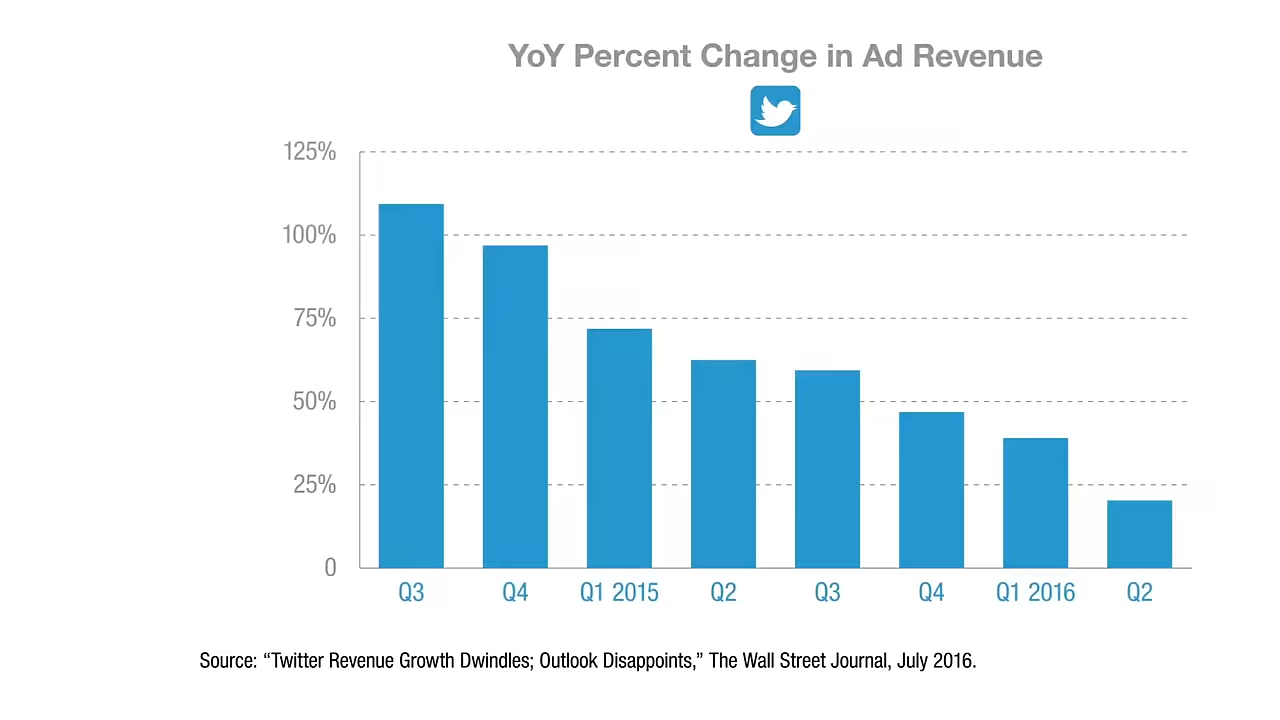 YoY Percent Change in Ad Revenue
125%
100%
75%
50%
25%
0
Q3 Q4 Q1 2015 Q2 Q3 Q4 Q1 2016 Q2
Source: “Twitter Revenue Growth Dwindles; Outlook Disappoints,” The Wall Street Journal, July 2016.